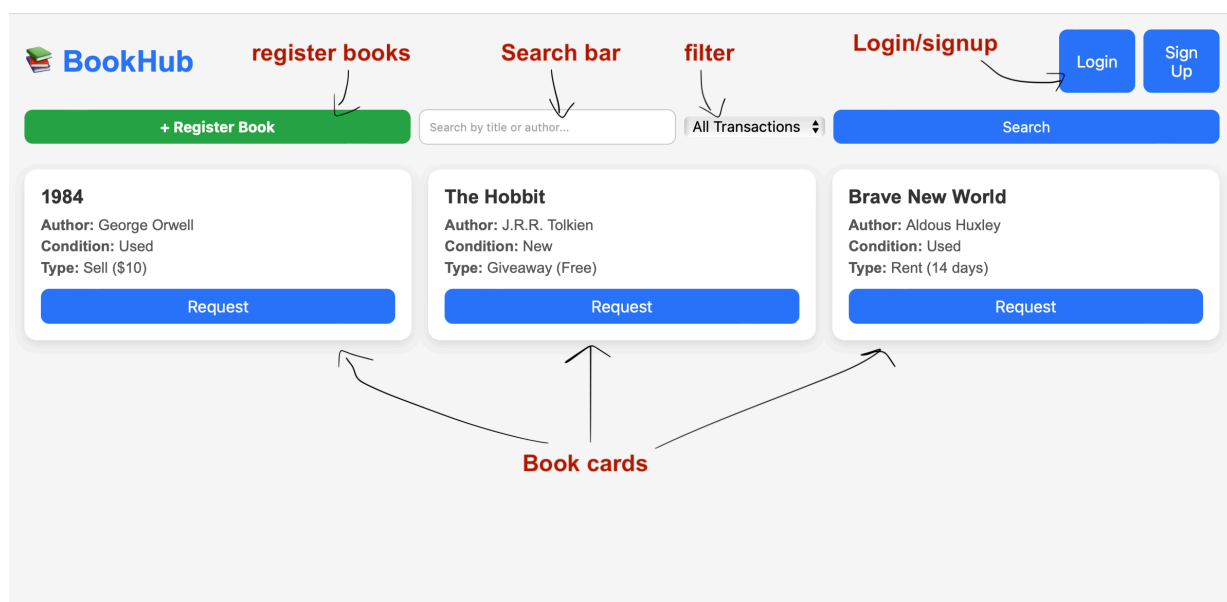 BookHub
register books
Search bar
filter
Login/signup
Login
Sign
Up
+ Register Book
Search by title or author...
All Transactions
Search
1984
Author: George Orwell
Condition: Used
Type: Sell ($10)
Request
The Hobbit
Author: J.R.R. Tolkien
Condition: New
Type: Giveaway (Free)
Request
Brave New World
Author: Aldous Huxley
Condition: Used
Type: Rent (14 days)
Request
Book cards